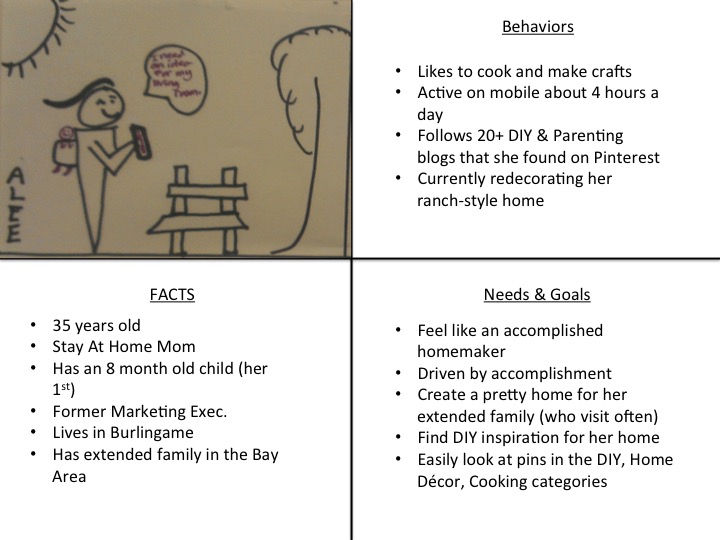 I need
an idea
for my
living
room.
ALFE
Behaviors
• Likes to cook and make crafts
• Active on mobile about 4 hours a
day
• Follows 20+ DIY & Parenting
blogs that she found on Pinterest
• Currently redecorating her
ranch-style home
FACTS
• 35 years old
• Stay At Home Mom
• Has an 8 month old child (her
1st)
• Former Marketing Exec.
• Lives in Burlingame
• Has extended family in the Bay
Area
Needs & Goals
• Feel like an accomplished
homemaker
• Driven by accomplishment
• Create a pretty home for her
extended family (who visit often)
• Find DIY inspiration for her home
• Easily look at pins in the DIY, Home
Décor, Cooking categories